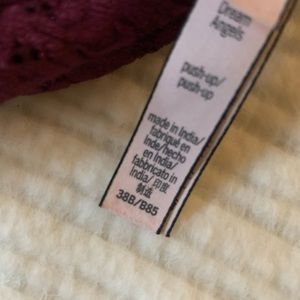 Dream
Angels
push-up/
push-up
made in India/
fabriqué en
Inde/hecho
en India/
fabbricato in
India/ 印度
制造
38B/B85